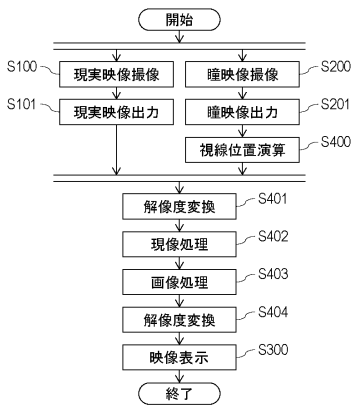 開始
S100 現実映像撮像 瞳映像撮像 S200
S101 現実映像出力 瞳映像出力 S201
視線位置演算 S400
解像度変換 S401
現像処理 S402
画像処理 S403
解像度変換 S404
映像表示 S300
終了